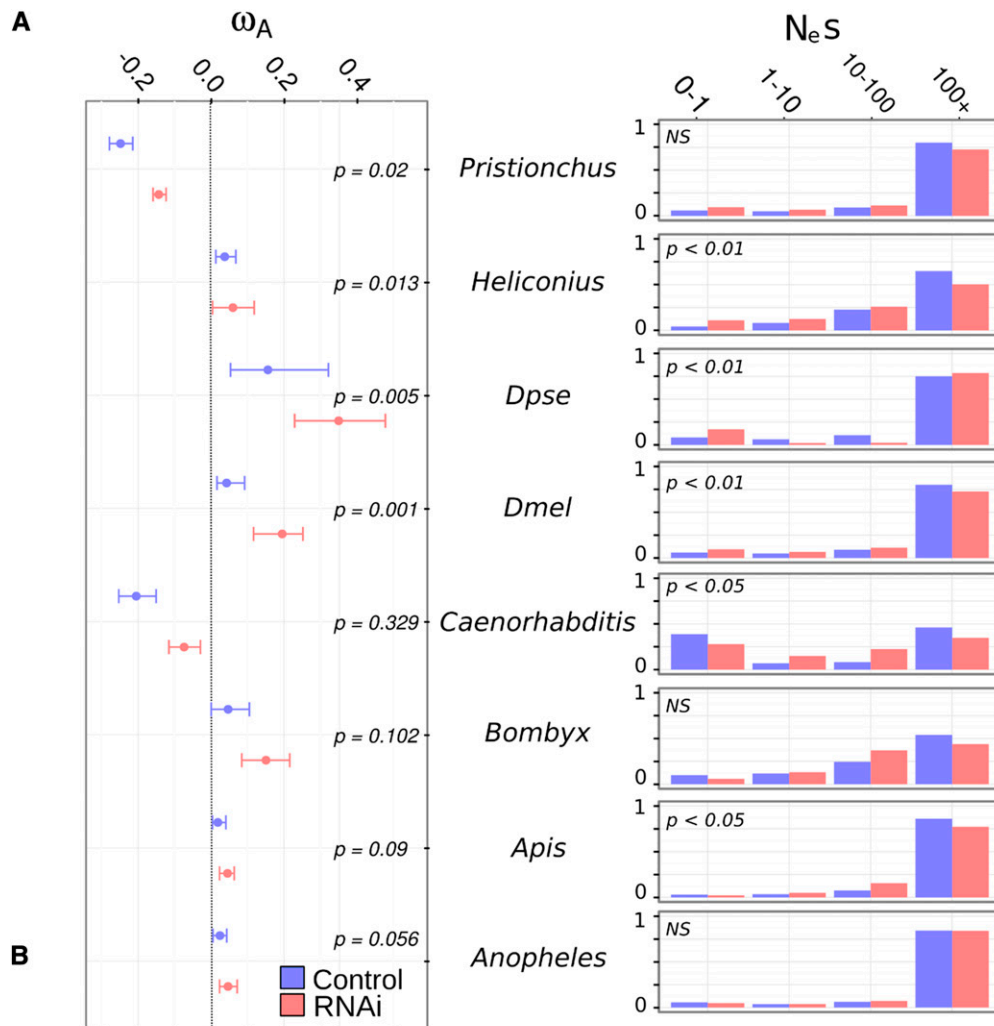 A
ω_A
N_e s
-0.2 0.0 0.2 0.4
0-1 1-10 10-100 100+
p = 0.02
Pristionchus
1
0
NS
p = 0.013
Heliconius
1
0
p < 0.01
p = 0.005
Dpse
1
0
p < 0.01
p = 0.001
Dmel
1
0
p < 0.01
p = 0.329
Caenorhabditis
1
0
p < 0.05
p = 0.102
Bombyx
1
0
NS
p = 0.09
Apis
1
0
p < 0.05
p = 0.056
Anopheles
1
0
NS
B
Control
RNAi